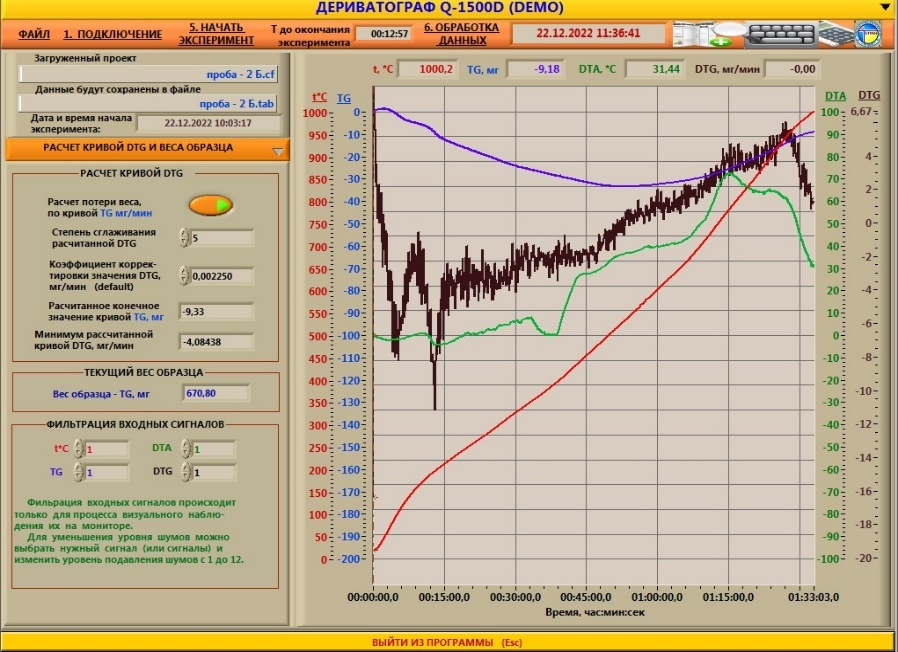 ДЕРИВАТОГРАФ Q-1500D (DEMO)
ФАЙЛ
1. ПОДКЛЮЧЕНИЕ
5. НАЧАТЬ
ЭКСПЕРИМЕНТ
Т до окончания
эксперимента
00:12:57
6. ОБРАБОТКА
ДАННЫХ
22.12.2022 11:36:41
Загруженный проект
проба - 2 Б.cf
Данные будут сохранены в файле
проба - 2 Б.tab
Дата и время начала
эксперимента:
22.12.2022 10:03:17
РАСЧЕТ КРИВОЙ DTG И ВЕСА ОБРАЗЦА
РАСЧЕТ КРИВОЙ DTG
Расчет потери веса,
по кривой TG мг/мин
Степень сглаживания
расчитанной DTG
5
Коэффициент коррек-
тировки значения DTG,
мг/мин (default)
0,002250
Расчитанное конечное
значение кривой TG, мг
-9,33
Минимум рассчитанной
кривой DTG, мг/мин
-4,08438
ТЕКУЩИЙ ВЕС ОБРАЗЦА
Вес образца - TG, мг
670,80
ФИЛЬТРАЦИЯ ВХОДНЫХ СИГНАЛОВ
t*C 1 DTA 1
TG 1 DTG 1
Фильрация входных сигналов происходит
только для процесса визуального наблю-
дения их на мониторе.
Для уменьшения уровня шумов можно
выбрать нужный сигнал (или сигналы) и
изменить уровень подавления шумов с 1 до 12.
t, °C 1000,2 TG, мг -9,18 DTA, °C 31,44 DTG, мг/мин -0,00
t*C TG DTA DTG
1000 0 100 6,67
950 -10 90
900 -20 80 4
850 -30 70
800 -40 60 2
750 -50 50 0
700 -60 40
650 -70 30 -2
600 -80 20 -4
550 -90 10
500 -100 0 -6
450 -110 -10 -8
400 -120 -20
350 -130 -30 -10
300 -140 -40 -12
250 -150 -50
200 -160 -60 -14
150 -170 -70 -16
100 -180 -80
50 -190 -90 -18
0 -200 -100 -20
00:00:00,0 00:15:00,0 00:30:00,0 00:45:00,0 01:00:00,0 01:15:00,0 01:33:03,0
Время, час:мин:сек
ВЫЙТИ ИЗ ПРОГРАММЫ (Esc)